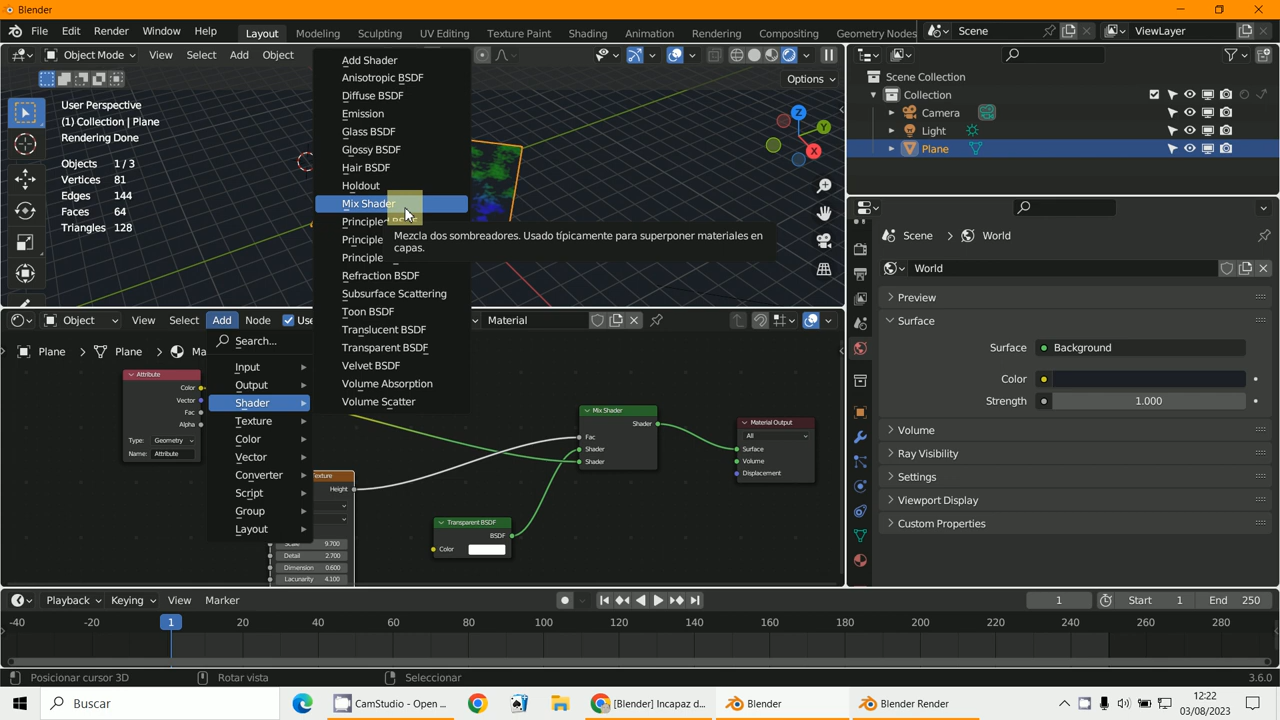 Blender
File Edit Render Window Help
Layout Modeling Sculpting UV Editing Texture Paint Shading Animation Rendering Compositing Geometry Nodes
Scene
ViewLayer
Object Mode View Select Add Object
Options
User Perspective
(1) Collection | Plane
Rendering Done
Objects 1 / 3
Vertices 81
Edges 144
Faces 64
Triangles 128
Add Shader
Anisotropic BSDF
Diffuse BSDF
Emission
Glass BSDF
Glossy BSDF
Hair BSDF
Holdout
Mix Shader
Refraction BSDF
Subsurface Scattering
Toon BSDF
Translucent BSDF
Transparent BSDF
Velvet BSDF
Volume Absorption
Volume Scatter
Mezcla dos sombreadores. Usado típicamente para superponer materiales en
capas.
Scene Collection
Collection
Camera
Light
Plane
Scene World
World
Preview
Surface
Surface Background
Color
Strength 1.000
Volume
Ray Visibility
Settings
Viewport Display
Custom Properties
Object View Select Add Node
Material
Plane Plane
Search...
Input
Output
Shader
Texture
Color
Vector
Converter
Script
Group
Layout
Attribute
Color
Vector
Fac
Alpha
Type: Geometry
Name: Attribute
Height
9.700
Detail 2.700
Dimension 0.600
Lacunarity 4.100
Transparent BSDF
BSDF
Color
Mix Shader
Shader
Fac
Shader
Shader
Material Output
All
Surface
Volume
Displacement
Playback Keying View Marker
1 Start 1 End 250
-40 -20 1 20 40 60 80 100 120 140 160 180 200 220 240 260 280
Posicionar cursor 3D Rotar vista Seleccionar 3.6.0
Buscar
CamStudio - Open ...
[Blender] Incapaz d...
Blender
Blender Render
12:22
03/08/2023